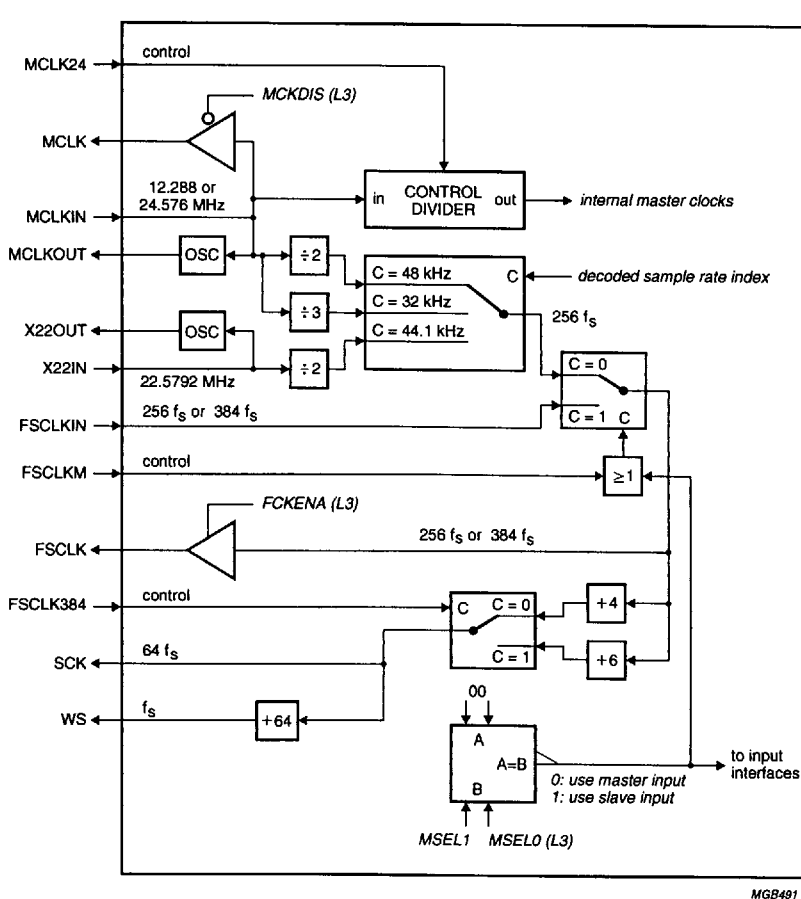 MCLK24
control
MCKDIS (L3)
MCLK
12.288 or
24.576 MHz
MCLKIN
in
CONTROL
DIVIDER
out
internal master clocks
MCLKOUT
OSC
÷2
C = 48 kHz
C
decoded sample rate index
÷3
C = 32 kHz
256 fs
X22OUT
OSC
C = 44.1 kHz
X22IN
÷2
22.5792 MHz
C = 0
256 fs or 384 fs
FSCLKIN
C = 1
C
FSCLKM
control
≥1
FCKENA (L3)
FSCLK
256 fs or 384 fs
FSCLK384
control
C
C = 0
+4
SCK
64 fs
C = 1
+6
WS
fs
+64
00
A
A=B
B
to input
interfaces
0: use master input
1: use slave input
MSEL1
MSEL0 (L3)
MGB491